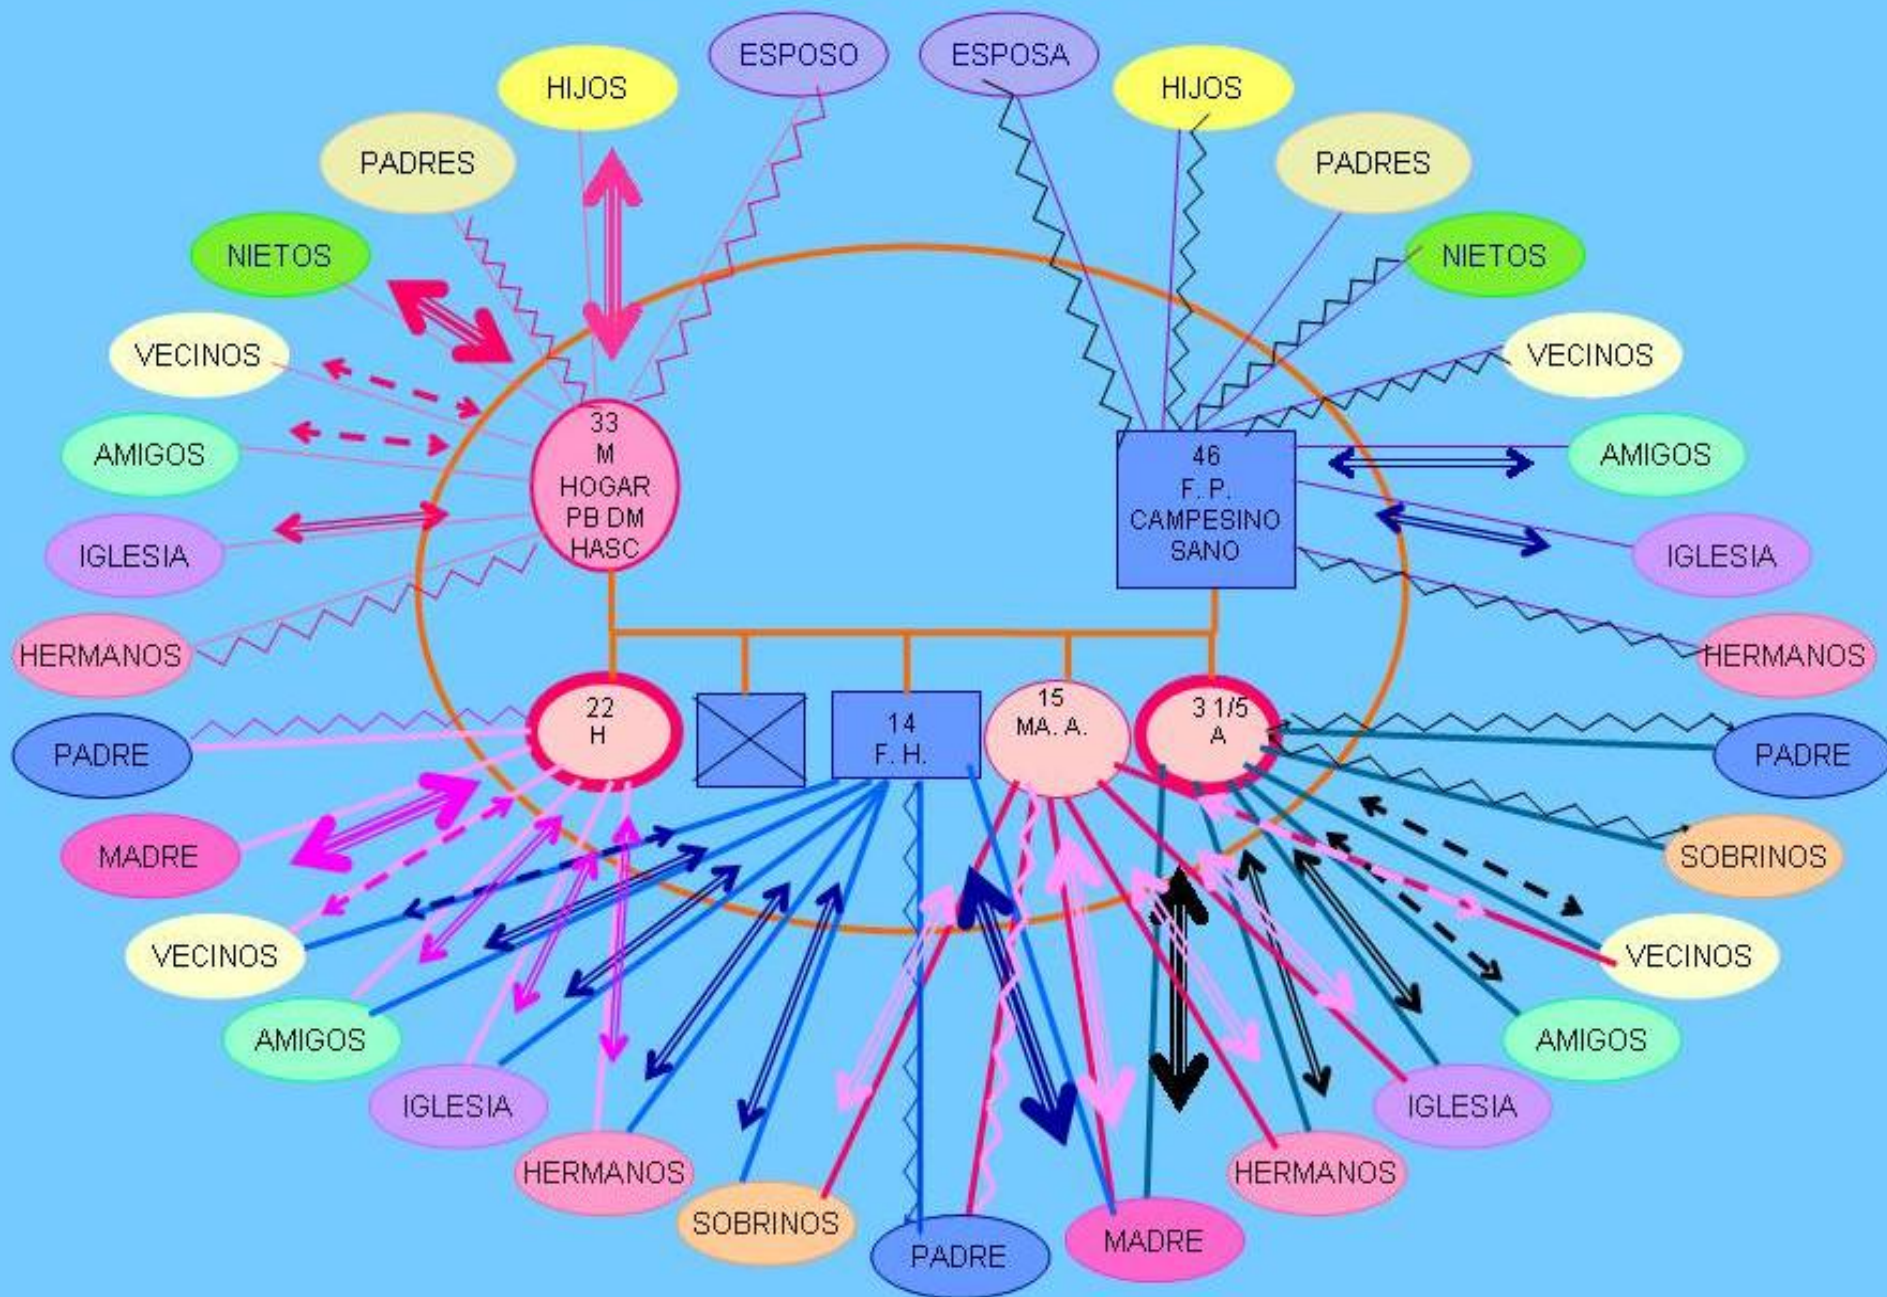 ESPOSO
ESPOSA
HIJOS
HIJOS
PADRES
PADRES
NIETOS
NIETOS
VECINOS
VECINOS
AMIGOS
AMIGOS
IGLESIA
IGLESIA
HERMANOS
HERMANOS
33
M
HOGAR
PB DM
HASC
46
F. P.
CAMPESINO
SANO
22
H
14
F. H.
15
MA. A.
3 1/5
A
PADRE
PADRE
MADRE
SOBRINOS
VECINOS
VECINOS
AMIGOS
AMIGOS
IGLESIA
IGLESIA
HERMANOS
HERMANOS
SOBRINOS
PADRE
MADRE